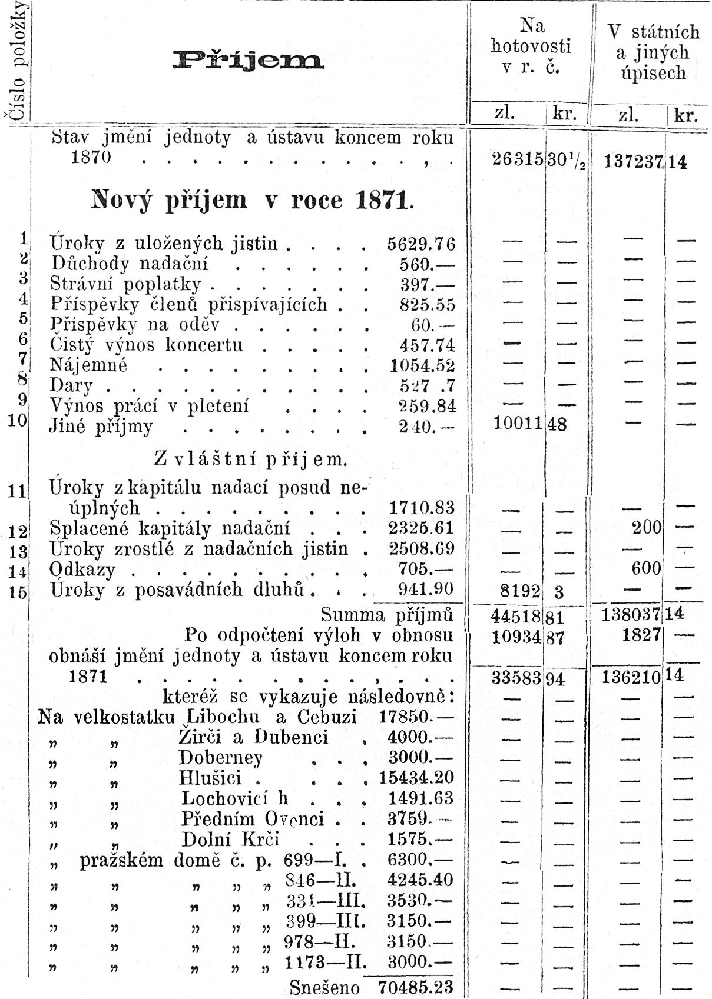 Číslo položky
Příjem
Na hotovosti v r. č.
V státních a jiných úpisech
zl. kr. zl. kr.
Stav jmění jednoty a ústavu koncem roku
1870 . . . . . . . . . . . , . 26315 30 1/2 137237 14
Nový příjem v roce 1871.
1 Úroky z uložených jistin . . . . 5629.76 — — — —
2 Důchody nadační . . . . . . 560.— — — — —
3 Strávní poplatky . . . . . . . 397.— — — — —
4 Příspěvky členů přispívajících . . 825.55 — — — —
5 Příspěvky na oděv . . . . . . 60.— — — — —
6 Čistý výnos koncertu . . . . . 457.74 — — — —
7 Nájemné . . . . . . . . . 1054.52 — — — —
8 Dary . . . . . . . . . . . 527 .7 — — — —
9 Výnos prácí v pletení . . . . 259.84 — — — —
10 Jiné příjmy . . . . . . . . 240.— 10011 48 — —
Zvláštní příjem.
11 Úroky z kapitálu nadací posud ne-
úplných . . . . . . . . . 1710.83 — — — —
12 Splacené kapitály nadační . . . 2325.61 — — 200 —
13 Úroky zrostlé z nadačních jistin . 2508.69 — — — —
14 Odkazy . . . . . . . . . . 705.— — — 600 —
15 Úroky z posavádních dluhů . . . 941.90 8192 3 — —
Summa příjmů 44518 81 138037 14
Po odpočtení výloh v obnosu 10934 87 1827 —
obnáší jmění jednoty a ústavu koncem roku
1871 . . . . . . . . . , . . . 33583 94 136210 14
kteréž se vykazuje následovně: — — — —
Na velkostatku Libochu a Cebuzi 17850.— — — — —
„ „ Žirči a Dubenci . 4000.— — — — —
„ „ Doberney . . . 3000.— — — — —
„ „ Hlušici . . . . 15434.20 — — — —
„ „ Lochovicích . . . 1491.63 — — — —
„ „ Předním Ovenci . . 3759.— — — — —
„ „ Dolní Krči . . . 1575.— — — — —
„ pražském domě č. p. 699—I. . 6300.— — — — —
„ „ „ „ „ 846—II. 4245.40 — — — —
„ „ „ „ „ 331—III. 3530.— — — — —
„ „ „ „ „ 399—III. 3150.— — — — —
„ „ „ „ „ 978—II. 3150.— — — — —
„ „ „ „ „ 1173—II. 3000.— — — — —
Snešeno 70485.23 — — — —